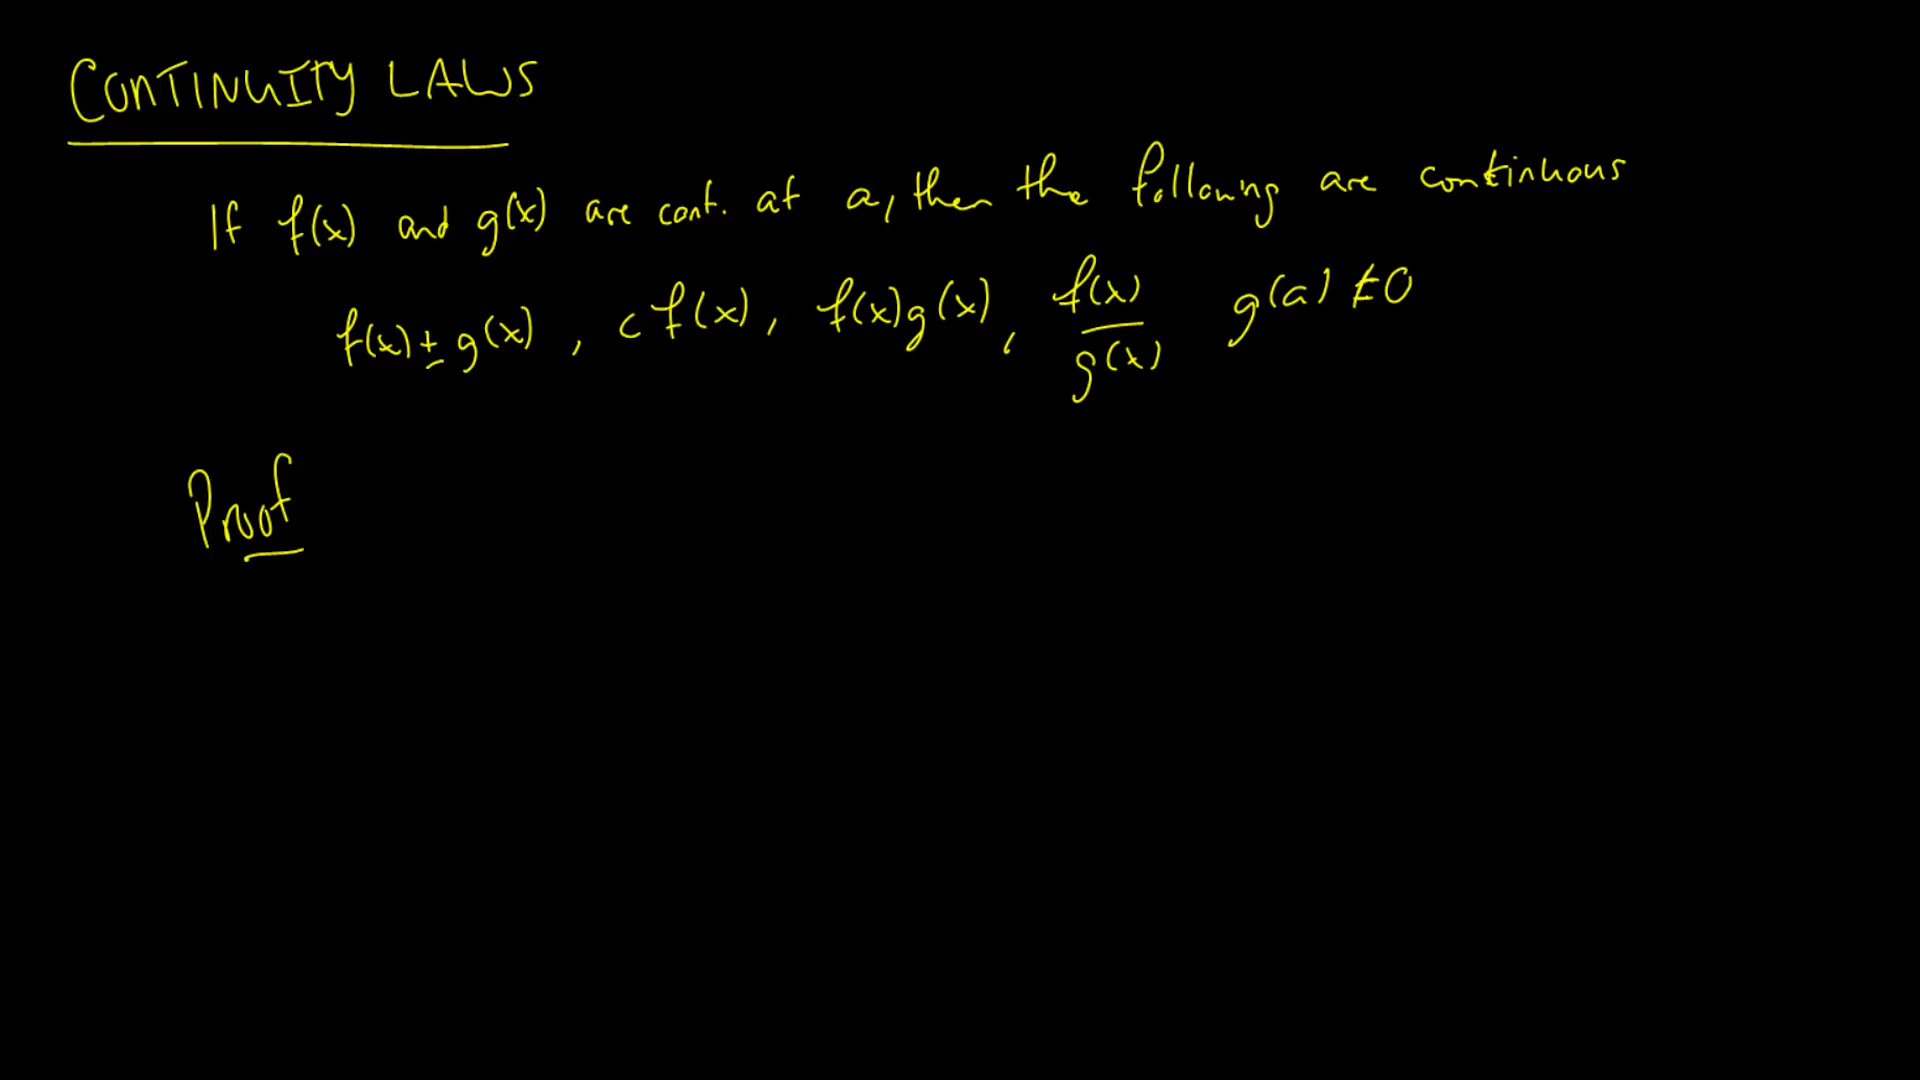 CONTINUITY LAWS
If f(x) and g(x) are cont. at a, then the following are continuous
f(x) ± g(x) , c f(x) , f(x)g(x) , f(x)/g(x) g(a) ≠ 0
Proof